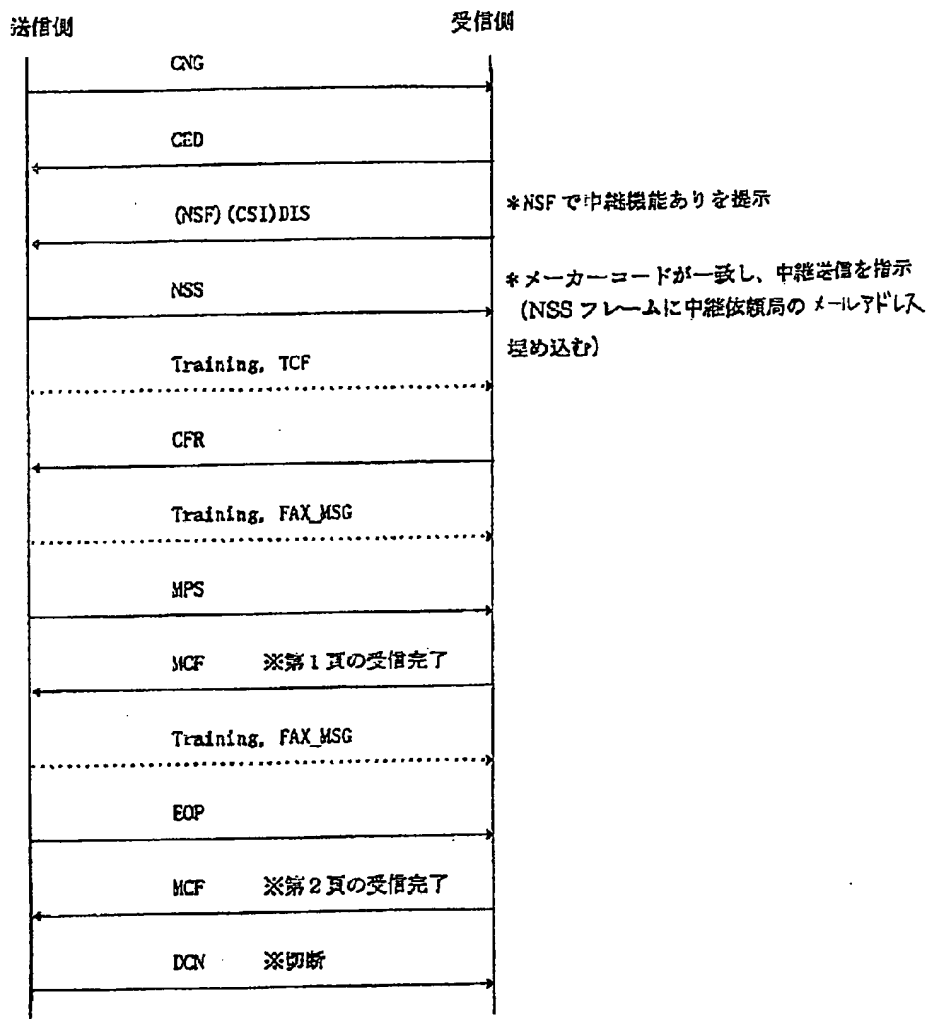 送信側
受信側
CNG
CED
(NSF)(CSI)DIS
*NSFで中継機能ありを提示
NSS
*メーカーコードが一致し、中継送信を指示
(NSSフレームに中継依頼局のメールアドレス
埋め込む)
Training, TCF
CFR
Training, FAX_MSG
MPS
MCF ※第1頁の受信完了
Training, FAX_MSG
EOP
MCF ※第2頁の受信完了
DCN ※切断